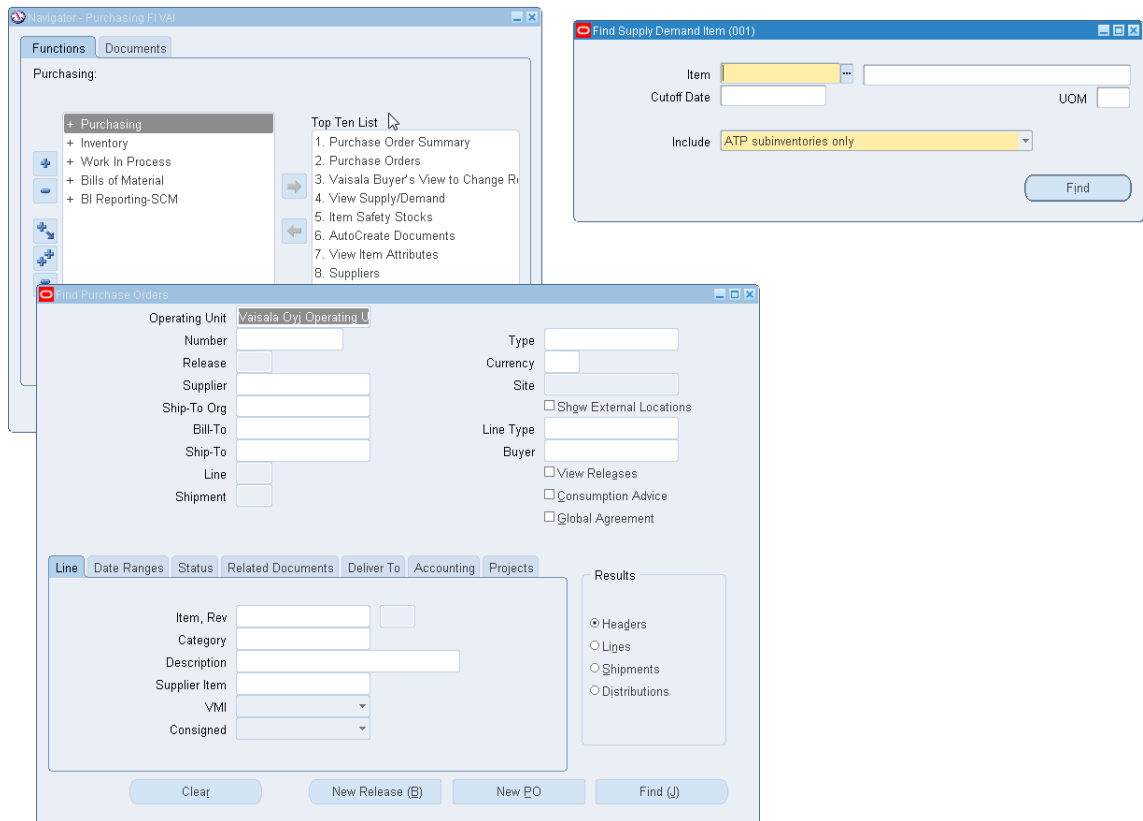 Navigator - Purchasing FI VAI
Functions Documents
Purchasing:
+ Purchasing
+ Inventory
+ Work In Process
+ Bills of Material
+ BI Reporting-SCM
Top Ten List
1. Purchase Order Summary
2. Purchase Orders
3. Vaisala Buyer's View to Change R
4. View Supply/Demand
5. Item Safety Stocks
6. AutoCreate Documents
7. View Item Attributes
8. Suppliers
Find Supply Demand Item (001)
Item
Cutoff Date UOM
Include ATP subinventories only
Find
Find Purchase Orders
Operating Unit Vaisala Oyj Operating U
Number Type
Release Currency
Supplier Site
Ship-To Org Show External Locations
Bill-To Line Type
Ship-To Buyer
Line View Releases
Shipment Consumption Advice
Global Agreement
Line Date Ranges Status Related Documents Deliver To Accounting Projects
Item, Rev
Category
Description
Supplier Item
VMI
Consigned
Results
Headers
Lines
Shipments
Distributions
Clear New Release (B) New PO Find (J)